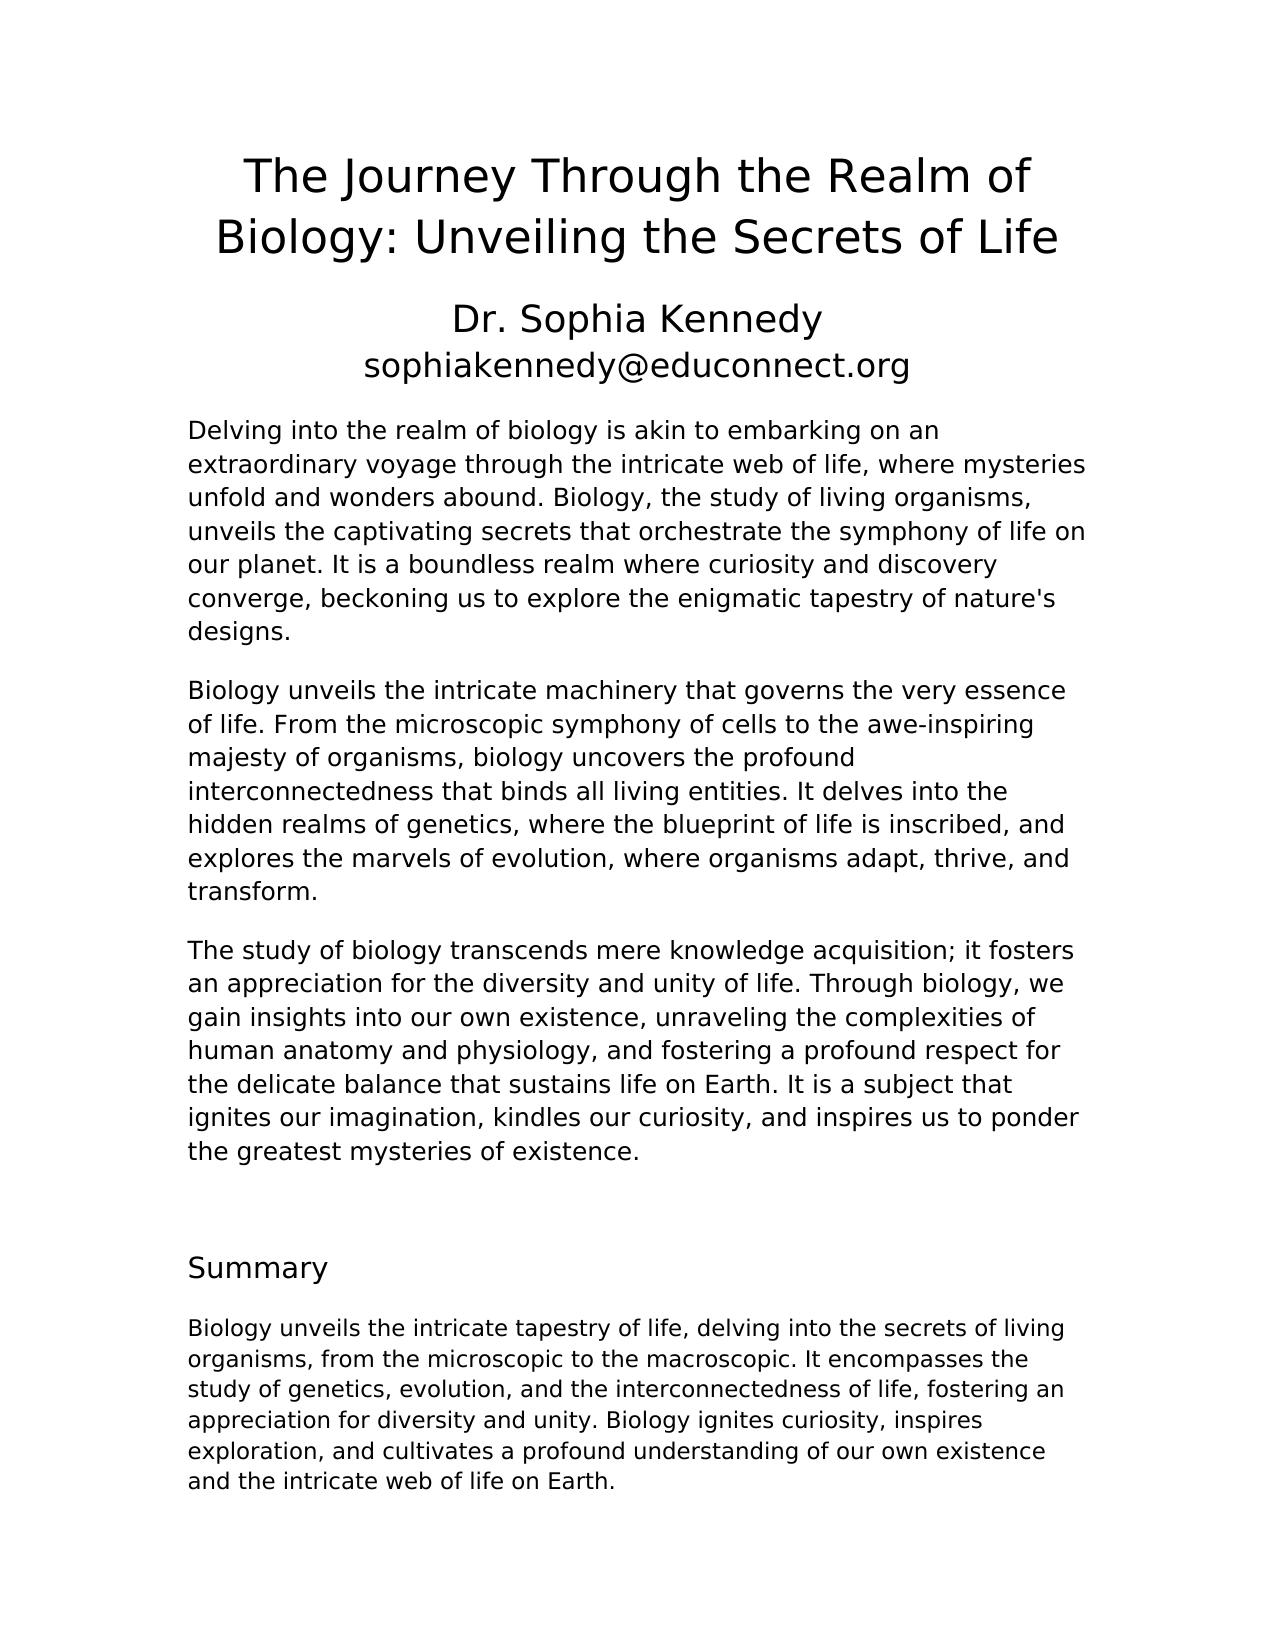 The Journey Through the Realm of
Biology: Unveiling the Secrets of Life
Dr. Sophia Kennedy
sophiakennedy@educonnect.org
Delving into the realm of biology is akin to embarking on an
extraordinary voyage through the intricate web of life, where mysteries
unfold and wonders abound. Biology, the study of living organisms,
unveils the captivating secrets that orchestrate the symphony of life on
our planet. It is a boundless realm where curiosity and discovery
converge, beckoning us to explore the enigmatic tapestry of nature's
designs.
Biology unveils the intricate machinery that governs the very essence
of life. From the microscopic symphony of cells to the awe-inspiring
majesty of organisms, biology uncovers the profound
interconnectedness that binds all living entities. It delves into the
hidden realms of genetics, where the blueprint of life is inscribed, and
explores the marvels of evolution, where organisms adapt, thrive, and
transform.
The study of biology transcends mere knowledge acquisition; it fosters
an appreciation for the diversity and unity of life. Through biology, we
gain insights into our own existence, unraveling the complexities of
human anatomy and physiology, and fostering a profound respect for
the delicate balance that sustains life on Earth. It is a subject that
ignites our imagination, kindles our curiosity, and inspires us to ponder
the greatest mysteries of existence.
Summary
Biology unveils the intricate tapestry of life, delving into the secrets of living
organisms, from the microscopic to the macroscopic. It encompasses the
study of genetics, evolution, and the interconnectedness of life, fostering an
appreciation for diversity and unity. Biology ignites curiosity, inspires
exploration, and cultivates a profound understanding of our own existence
and the intricate web of life on Earth.